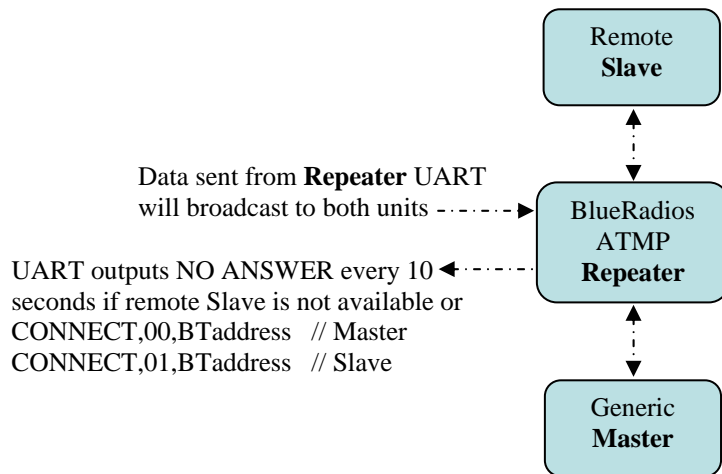 Remote
Slave
Data sent from Repeater UART
will broadcast to both units
BlueRadios
ATMP
Repeater
UART outputs NO ANSWER every 10
seconds if remote Slave is not available or
CONNECT,00,BTaddress // Master
CONNECT,01,BTaddress // Slave
Generic
Master